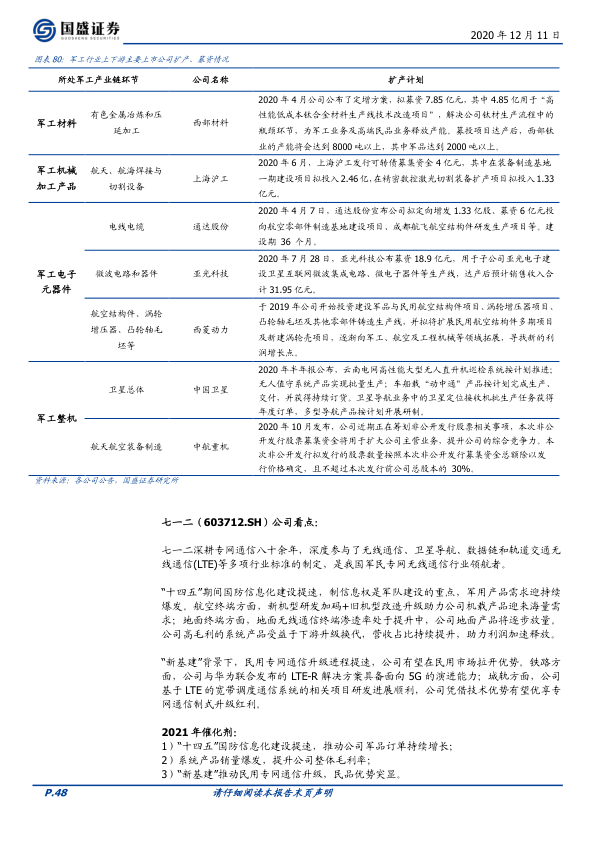 国盛证券
GUOSHENG SECURITIES
2020 年 12 月 11 日
图表 80：军工行业上下游主要上市公司扩产、募资情况
所处军工产业链环节 公司名称 扩产计划
军工材料
有色金属冶炼和压
延加工
西部材料
2020 年 4 月公司公布了定增方案，拟募资 7.85 亿元，其中 4.85 亿用于“高
性能低成本钛合金材料生产线技术改造项目”，解决公司钛材生产流程中的
瓶颈环节，为军工业务及高端民品业务释放产能。募投项目达产后，西部钛
业的产能将会达到 8000 吨以上，其中军品达到 2000 吨以上。
军工机械
加工产品
航天、航海焊接与
切割设备
上海沪工
2020 年 6 月，上海沪工发行可转债募集资金 4 亿元，其中在装备制造基地
一期建设项目拟投入 2.46 亿,在精密数控激光切割装备扩产项目拟投入 1.33
亿元。
军工电子
元器件
电线电缆
通达股份
2020 年 4 月 7 日，通达股份宣布公司拟定向增发 1.33 亿股，募资 6 亿元投
向航空零部件制造基地建设项目，成都航飞航空结构件研发生产项目等。建
设期 36 个月。
微波电路和器件
亚光科技
2020 年 7 月 28 日，亚光科技公布募资 18.9 亿元，用于子公司亚光电子建
设卫星互联网微波集成电路、微电子器件等生产线，达产后预计销售收入合
计 31.95 亿元。
航空结构件、涡轮
增压器、凸轮轴毛
坯等
西菱动力
于 2019 年公司开始投资建设军品与民用航空结构件项目、涡轮增压器项目、
凸轮轴毛坯及其他零部件铸造生产线，并拟将扩展民用航空结构件多期项目
及新建涡轮壳项目，逐渐向军工、航空及工程机械等领域拓展，寻找新的利
润增长点。
军工整机
卫星总体
中国卫星
2020 年半年报公布，云南电网高性能大型无人直升机巡检系统按计划推进；
无人值守系统产品实现批量生产；车船载“动中通”产品按计划完成生产、
交付，并获得持续订货。卫星导航业务中的卫星定位接收机批生产任务获得
年度订单，多型导航产品按计划开展研制。
航天航空装备制造
中航重机
2020 年 10 月发布，公司近期正在筹划非公开发行股票相关事项，本次非公
开发行股票募集资金将用于扩大公司主营业务，提升公司的综合竞争力。本
次非公开发行拟发行的股票数量按照本次非公开发行募集资金总额除以发
行价格确定，且不超过本次发行前公司总股本的 30%。
资料来源：各公司公告，国盛证券研究所
七一二（603712.SH）公司看点：
七一二深耕专网通信八十余年，深度参与了无线通信、卫星导航、数据链和轨道交通无
线通信(LTE)等多项行业标准的制定，是我国军民专网无线通信行业领航者。
“十四五”期间国防信息化建设提速，制信息权是军队建设的重点，军用产品需求迎持续
爆发。航空终端方面，新机型研发加码+旧机型改造升级助力公司机载产品迎来海量需
求；地面终端方面，地面无线通信终端渗透率处于提升中，公司地面产品将逐步放量。
公司高毛利的系统产品受益于下游升级换代，营收占比持续提升，助力利润加速释放。
“新基建”背景下，民用专网通信升级进程提速，公司有望在民用市场拉开优势。铁路方
面，公司与华为联合发布的 LTE-R 解决方案具备面向 5G 的演进能力；城轨方面，公司
基于 LTE 的宽带调度通信系统的相关项目研发进展顺利，公司凭借技术优势有望优享专
网通信制式升级红利。
2021 年催化剂：
1）“十四五”国防信息化建设提速，推动公司军品订单持续增长；
2）系统产品销量爆发，提升公司整体毛利率；
3）“新基建”推动民用专网通信升级，民品优势突显。
P.48 请仔细阅读本报告末页声明